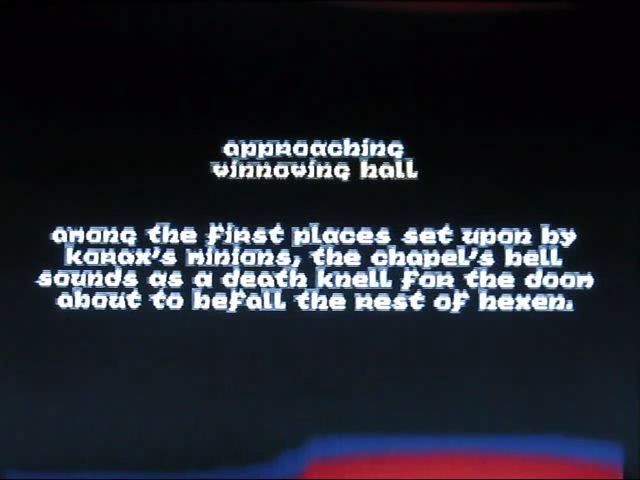 approaching
winnowing hall
among the first places set upon by
korax's minions, the chapel's bell
sounds as a death knell for the doom
about to befall the rest of hexen.